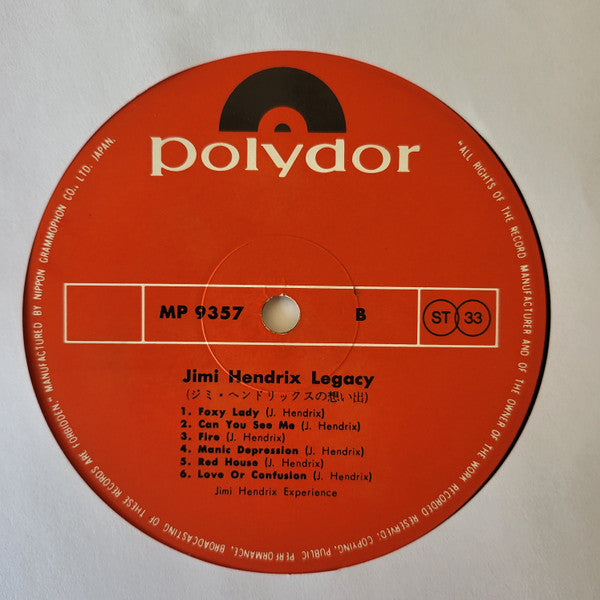 polydor
MP 9357 B ST 33
Jimi Hendrix Legacy
(ジミ・ヘンドリックスの想い出)
1. Foxy Lady (J. Hendrix)
2. Can You See Me (J. Hendrix)
3. Fire (J. Hendrix)
4. Manic Depression (J. Hendrix)
5. Red House (J. Hendrix)
6. Love Or Confusion (J. Hendrix)
Jimi Hendrix Experience
"ALL RIGHTS OF THE RECORD MANUFACTURER AND OF THE OWNER OF THE WORK RECORDED RESERVED. COPYING, PUBLIC PERFORMANCE, BROADCASTING OF THESE RECORDS ARE FORBIDDEN." MANUFACTURED BY NIPPON GRAMMOPHON CO., LTD. JAPAN.